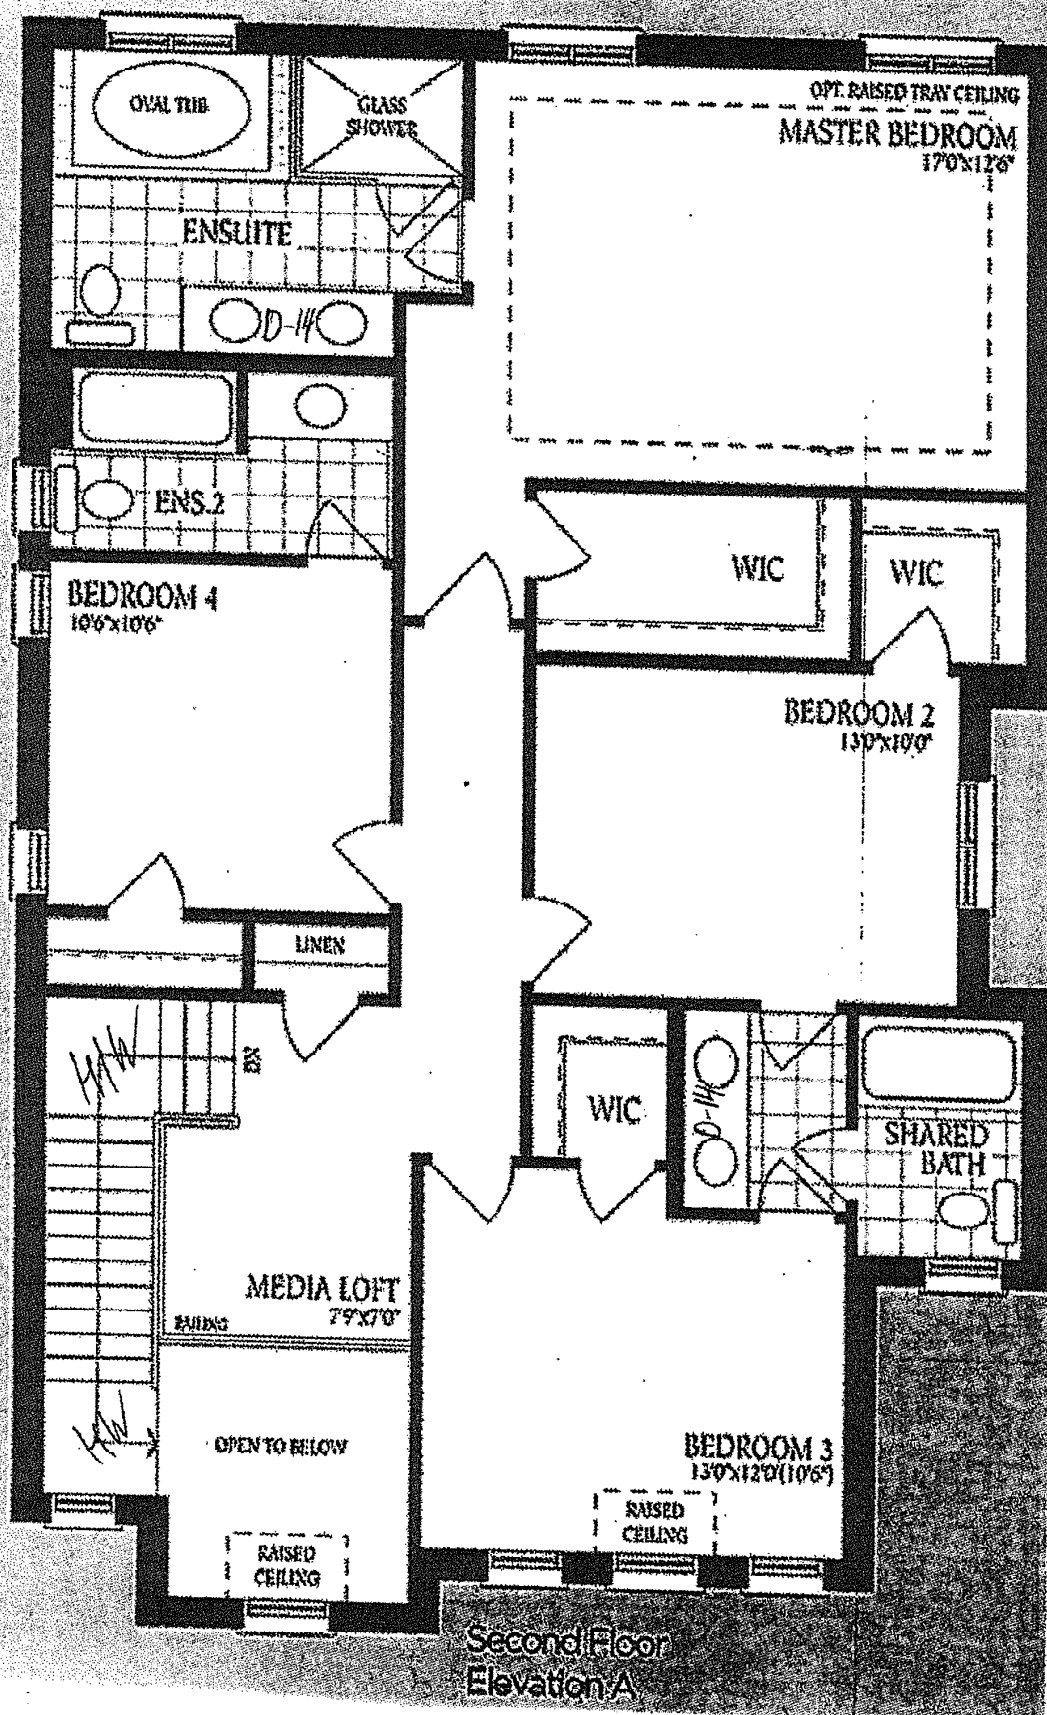 OVAL TUB
GLASS
SHOWER
OPT. RAISED TRAY CEILING
MASTER BEDROOM
17'0"x12'6"
ENSUITE
D-14
ENS.2
WIC
WIC
BEDROOM 4
10'6"x10'6"
BEDROOM 2
13'0"x10'0"
LINEN
HW
DN
WIC
D-14
SHARED
BATH
MEDIA LOFT
7'9"x7'0"
RAILING
HW
OPEN TO BELOW
BEDROOM 3
13'0"x12'0"(10'6")
RAISED
CEILING
RAISED
CEILING
Second Floor
Elevation A